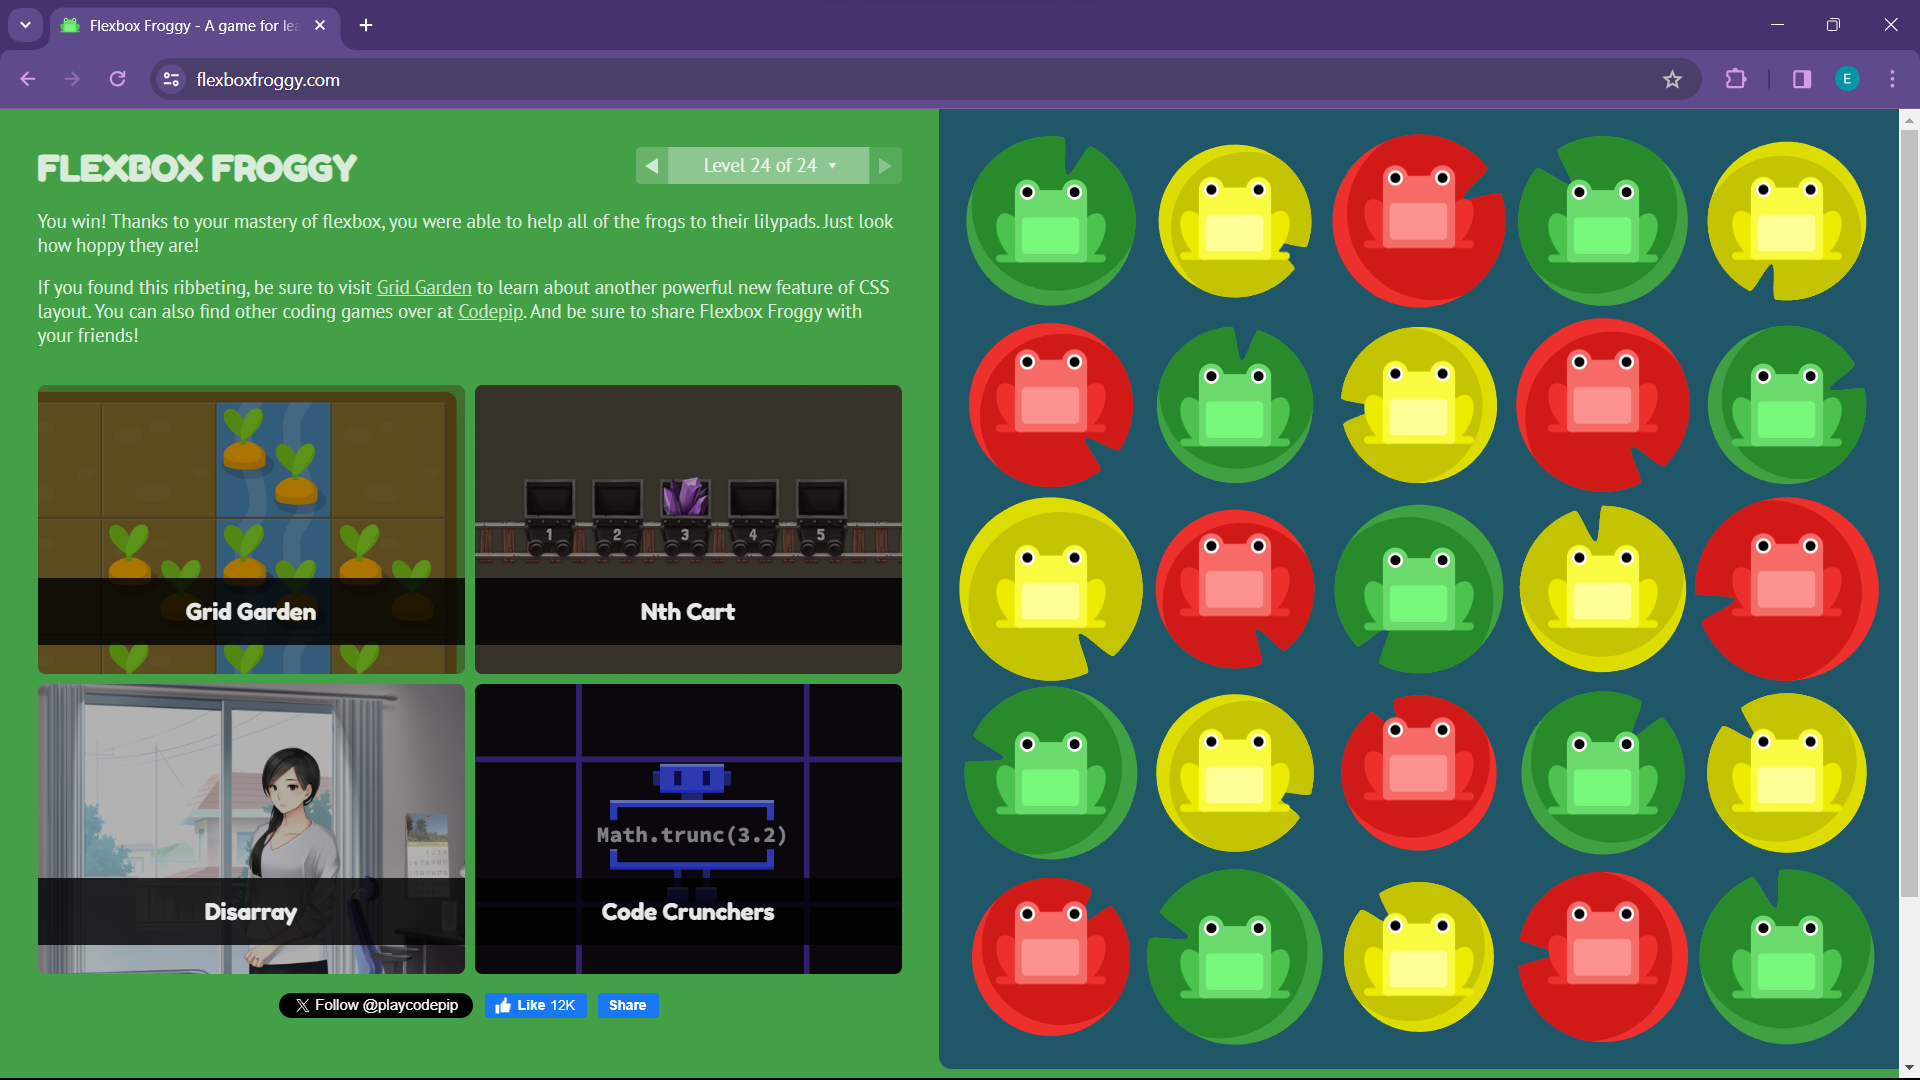 Flexbox Froggy - A game for le
flexboxfroggy.com
E
FLEXBOX FROGGY
Level 24 of 24
You win! Thanks to your mastery of flexbox, you were able to help all of the frogs to their lilypads. Just look
how hoppy they are!
If you found this ribbeting, be sure to visit Grid Garden to learn about another powerful new feature of CSS
layout. You can also find other coding games over at Codepip. And be sure to share Flexbox Froggy with
your friends!
1 2 3 4 5
Grid Garden
Nth Cart
Math.trunc(3.2)
Disarray
Code Crunchers
Follow @playcodepip
Like 12K
Share